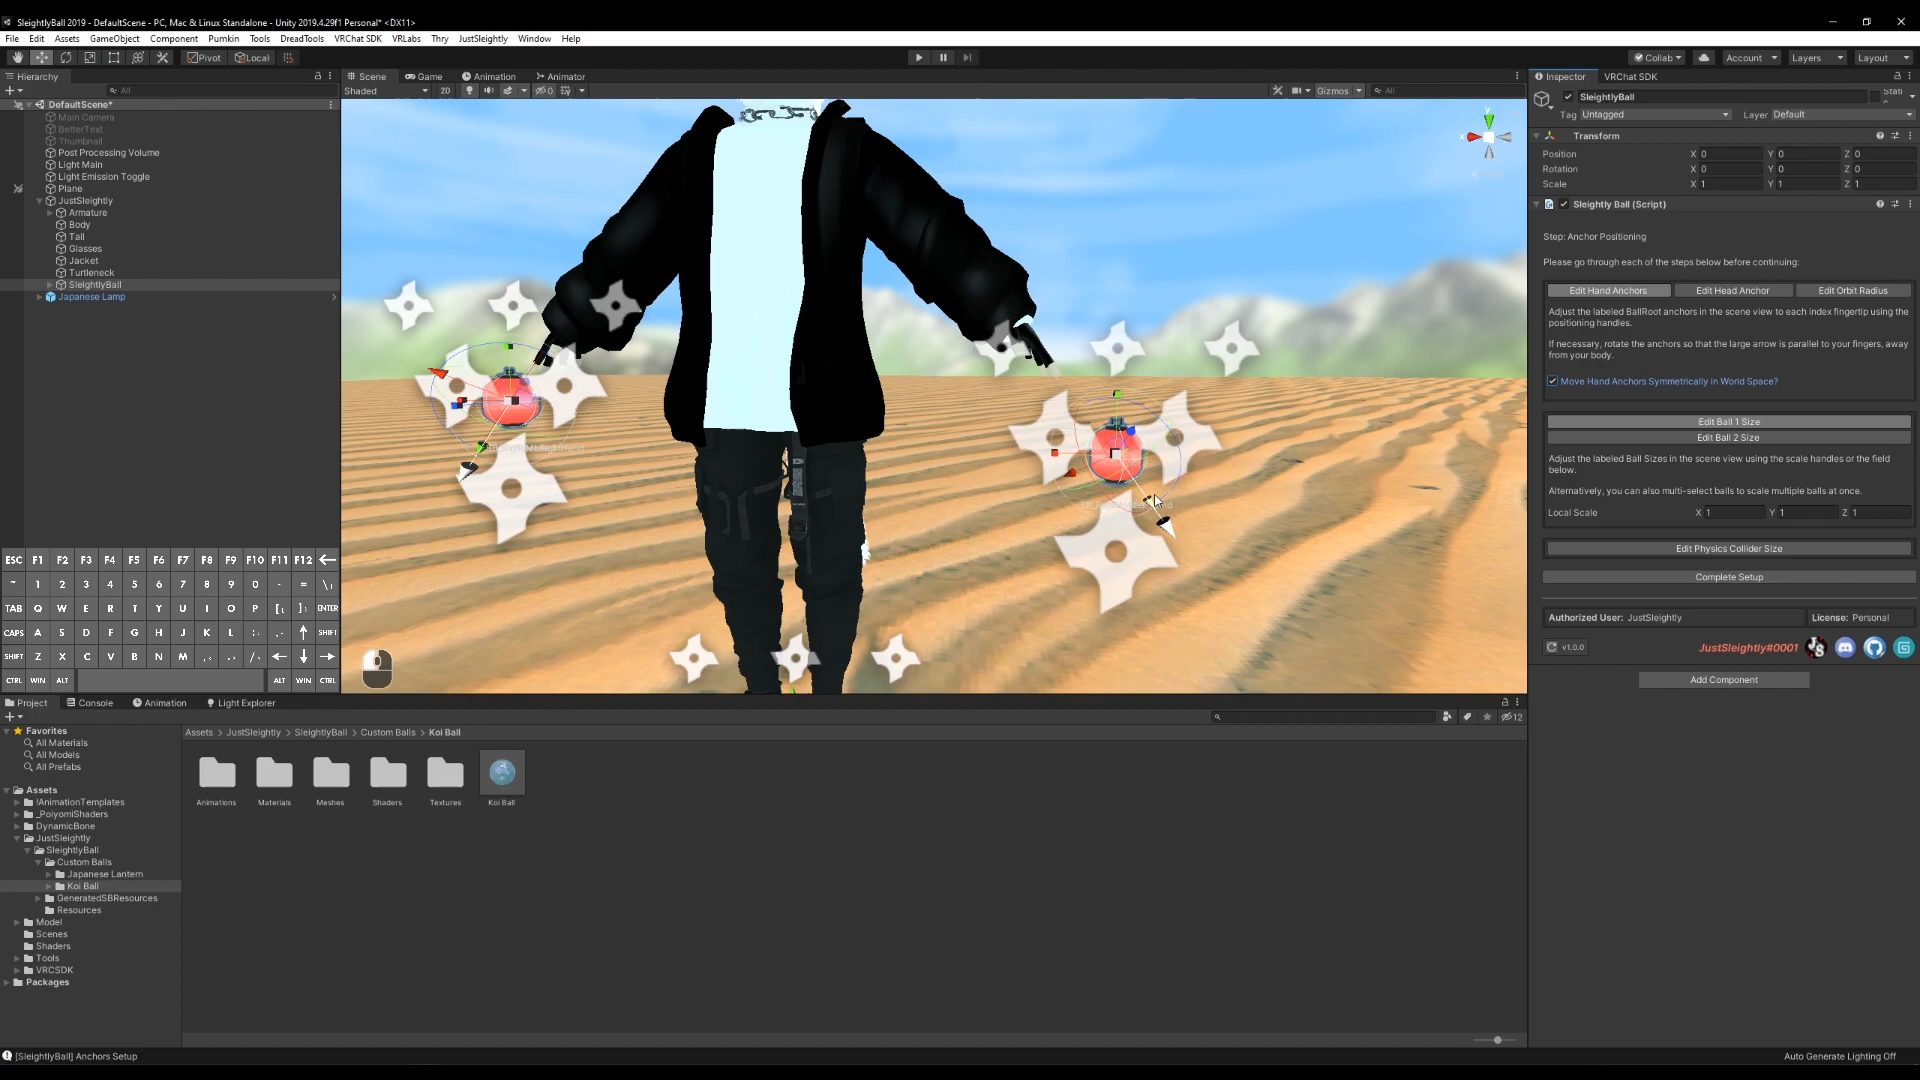 SleightlyBall 2019 - DefaultScene - PC, Mac & Linux Standalone - Unity 2019.4.29f1 Personal* <DX11>
File Edit Assets GameObject Component Pumkin Tools DreadTools VRChat SDK VRLabs Thry JustSleightly Window Help
Pivot Local Collab Account Layers Layout
Hierarchy
All
DefaultScene*
Main Camera
BetterText
Thumbnail
Post Processing Volume
Light Main
Light Emission Toggle
Plane
JustSleightly
Armature
Body
Tail
Glasses
Jacket
Turtleneck
SleightlyBall
Japanese Lamp
Scene Game Animation Animator
Shaded 2D 0 Gizmos All
y
x
ESC F1 F2 F3 F4 F5 F6 F7 F8 F9 F10 F11 F12
~ 1 2 3 4 5 6 7 8 9 0 - =
TAB Q W E R T Y U I O P ENTER
CAPS A S D F G H J K L SHIFT
SHIFT Z X C V B N M
CTRL WIN ALT ALT WIN CTRL
Inspector VRChat SDK
SleightlyBall Stati c
Tag Untagged Layer Default
Transform
Position X 0 Y 0 Z 0
Rotation X 0 Y 0 Z 0
Scale X 1 Y 1 Z 1
Sleightly Ball (Script)
Step: Anchor Positioning
Please go through each of the steps below before continuing:
Edit Hand Anchors Edit Head Anchor Edit Orbit Radius
Adjust the labeled BallRoot anchors in the scene view to each index fingertip using the
positioning handles.
If necessary, rotate the anchors so that the large arrow is parallel to your fingers, away
from your body.
Move Hand Anchors Symmetrically in World Space?
Edit Ball 1 Size
Edit Ball 2 Size
Adjust the labeled Ball Sizes in the scene view using the scale handles or the field
below.
Alternatively, you can also multi-select balls to scale multiple balls at once.
Local Scale X 1 Y 1 Z 1
Edit Physics Collider Size
Complete Setup
Authorized User: JustSleightly License: Personal
v1.0.0 JustSleightly#0001
Add Component
Project Console Animation Light Explorer
12
Favorites
All Materials
All Models
All Prefabs
Assets
!AnimationTemplates
_PoiyomiShaders
DynamicBone
JustSleightly
SleightlyBall
Custom Balls
Japanese Lantern
Koi Ball
GeneratedSBResources
Resources
Model
Scenes
Shaders
Tools
VRCSDK
Packages
Assets > JustSleightly > SleightlyBall > Custom Balls > Koi Ball
Animations Materials Meshes Shaders Textures Koi Ball
[SleightlyBall] Anchors Setup
Auto Generate Lighting Off